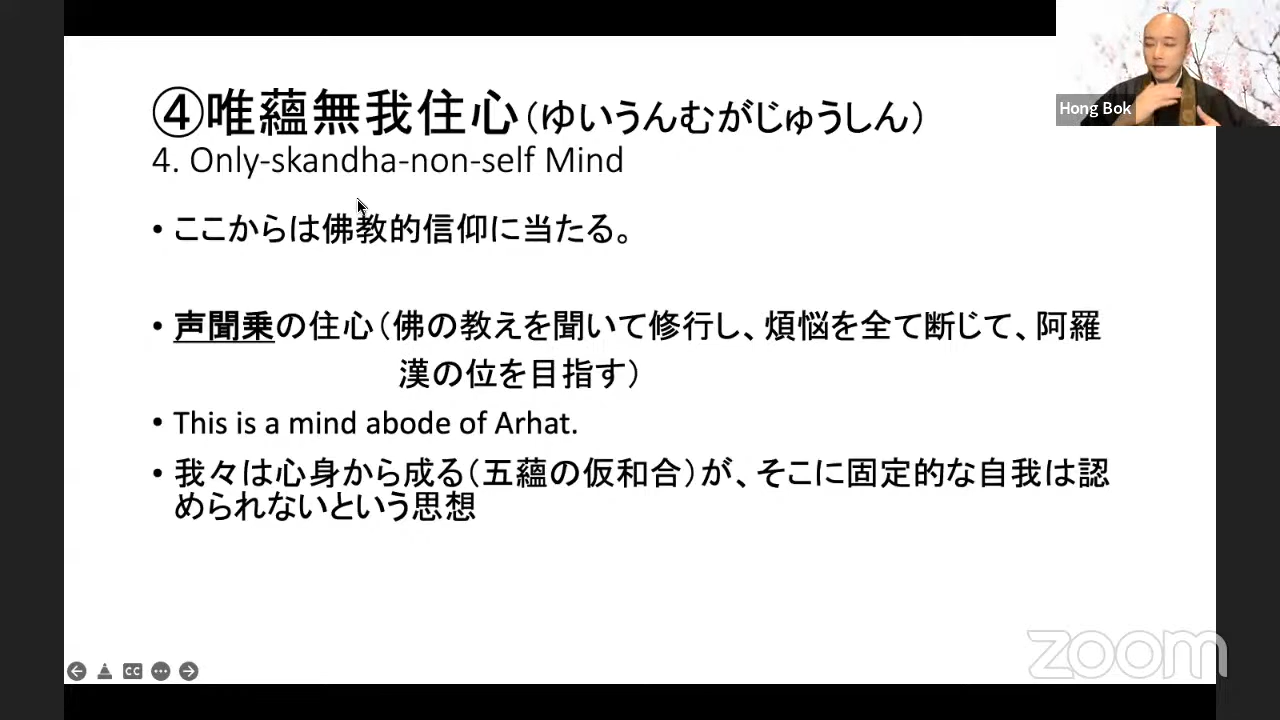 ④唯蘊無我住心（ゆいうんむがじゅうしん）
Hong Bok
4. Only-skandha-non-self Mind
• ここからは佛教的信仰に当たる。
• 声聞乗の住心（佛の教えを聞いて修行し、煩悩を全て断じて、阿羅
漢の位を目指す）
• This is a mind abode of Arhat.
• 我々は心身から成る（五蘊の仮和合）が、そこに固定的な自我は認
められないという思想
CC
zoom